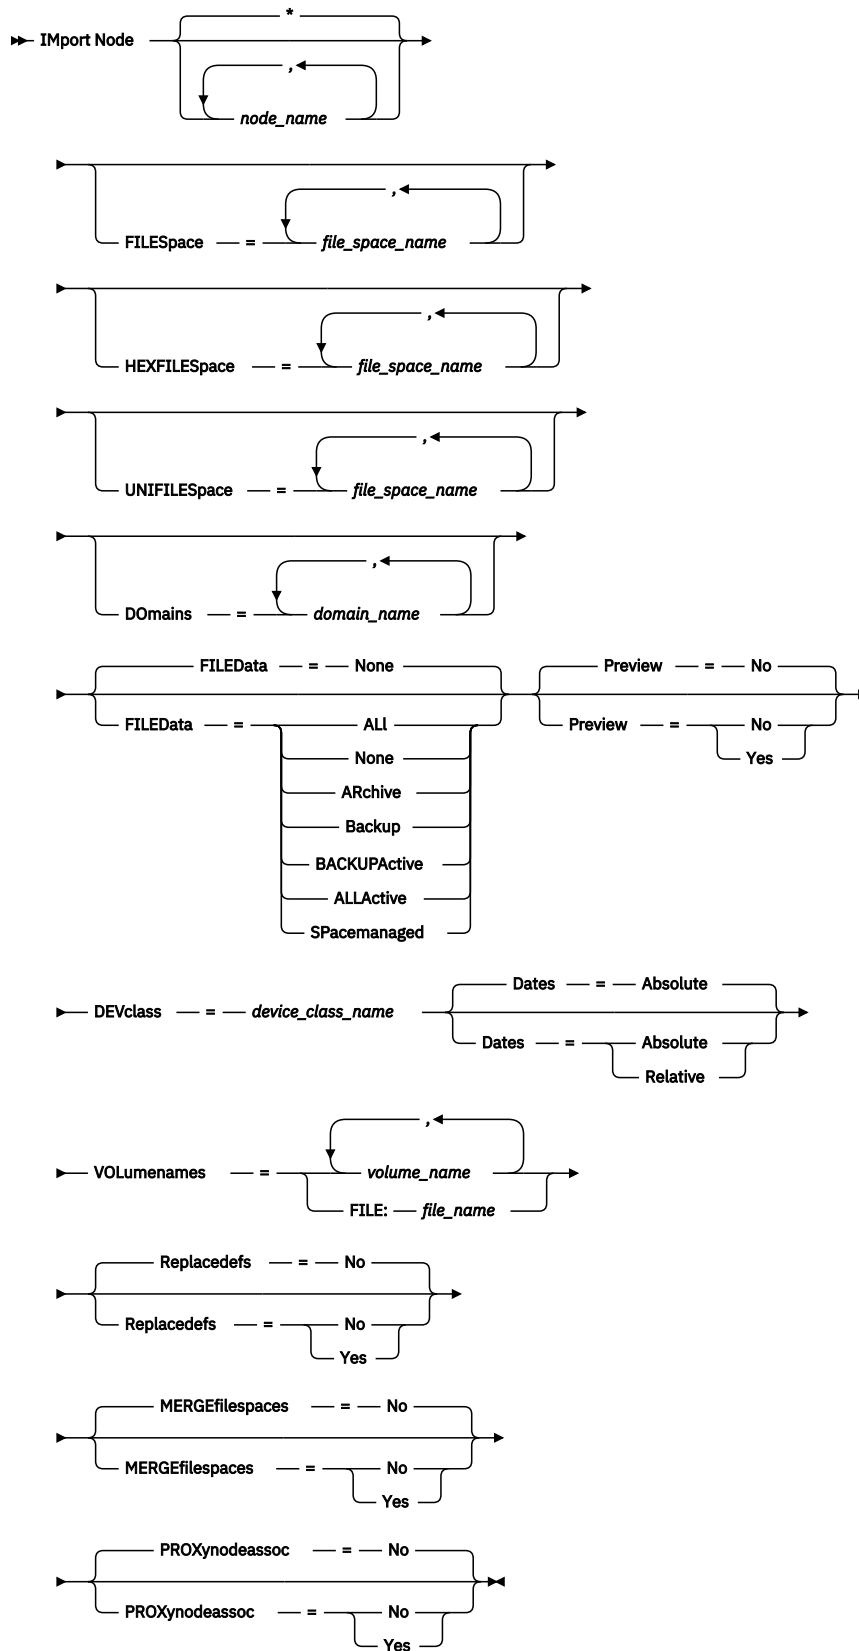 *
IMport Node
,
node_name
,
FILESpace = file_space_name
,
HEXFILESpace = file_space_name
,
UNIFILESpace = file_space_name
,
DOmains = domain_name
FILEData = None Preview = No
FILEData = ALl Preview = No
None Yes
ARchive
Backup
BACKUPActive
ALLActive
SPacemanaged
Dates = Absolute
DEVclass = device_class_name
Dates = Absolute
Relative
,
VOLumenames = volume_name
FILE: file_name
Replacedefs = No
Replacedefs = No
Yes
MERGEfilespaces = No
MERGEfilespaces = No
Yes
PROXynodeassoc = No
PROXynodeassoc = No
Yes